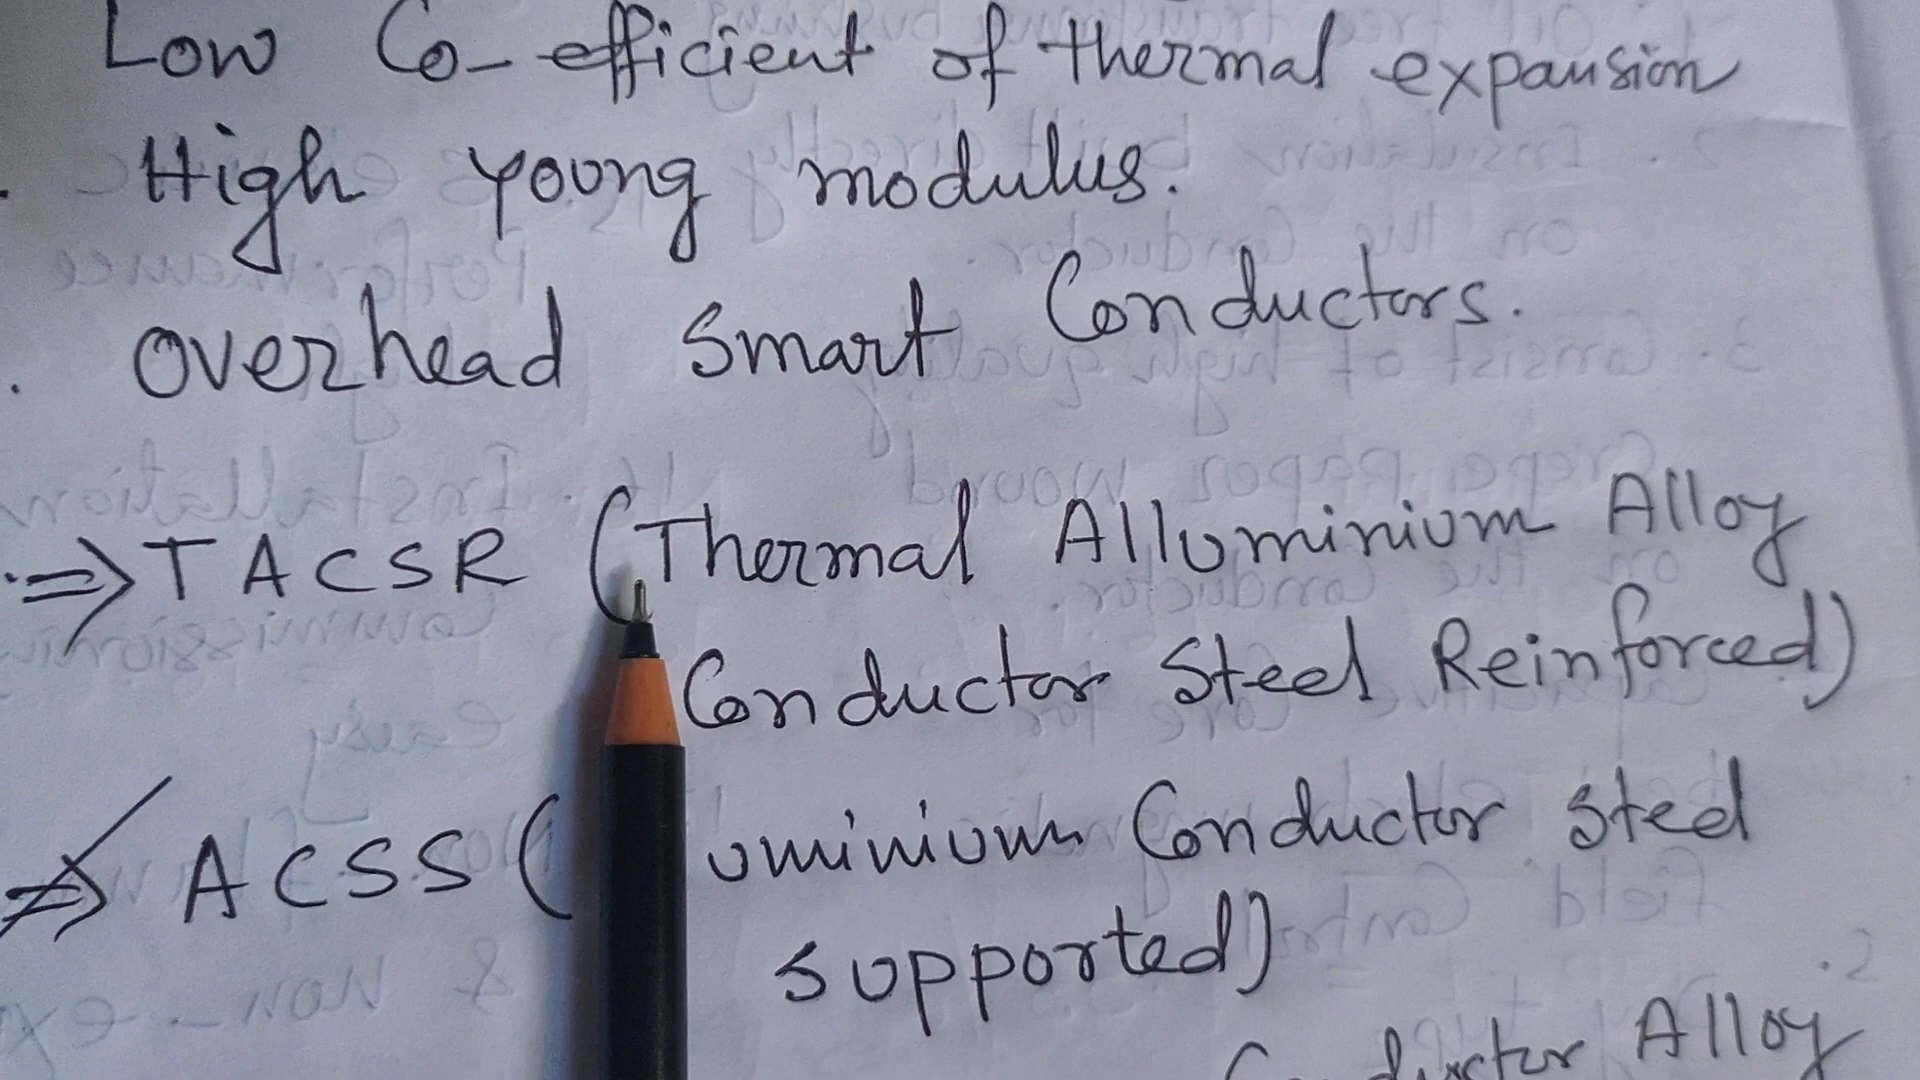 Low Co-efficient of thermal expansion
High young modulus.
Overhead Smart Conductors.
⇒ TACSR (Thermal Alluminium Alloy
Conductor Steel Reinforced)
⇒ ACSS ( uminium Conductor Steel
supported)
Alloy